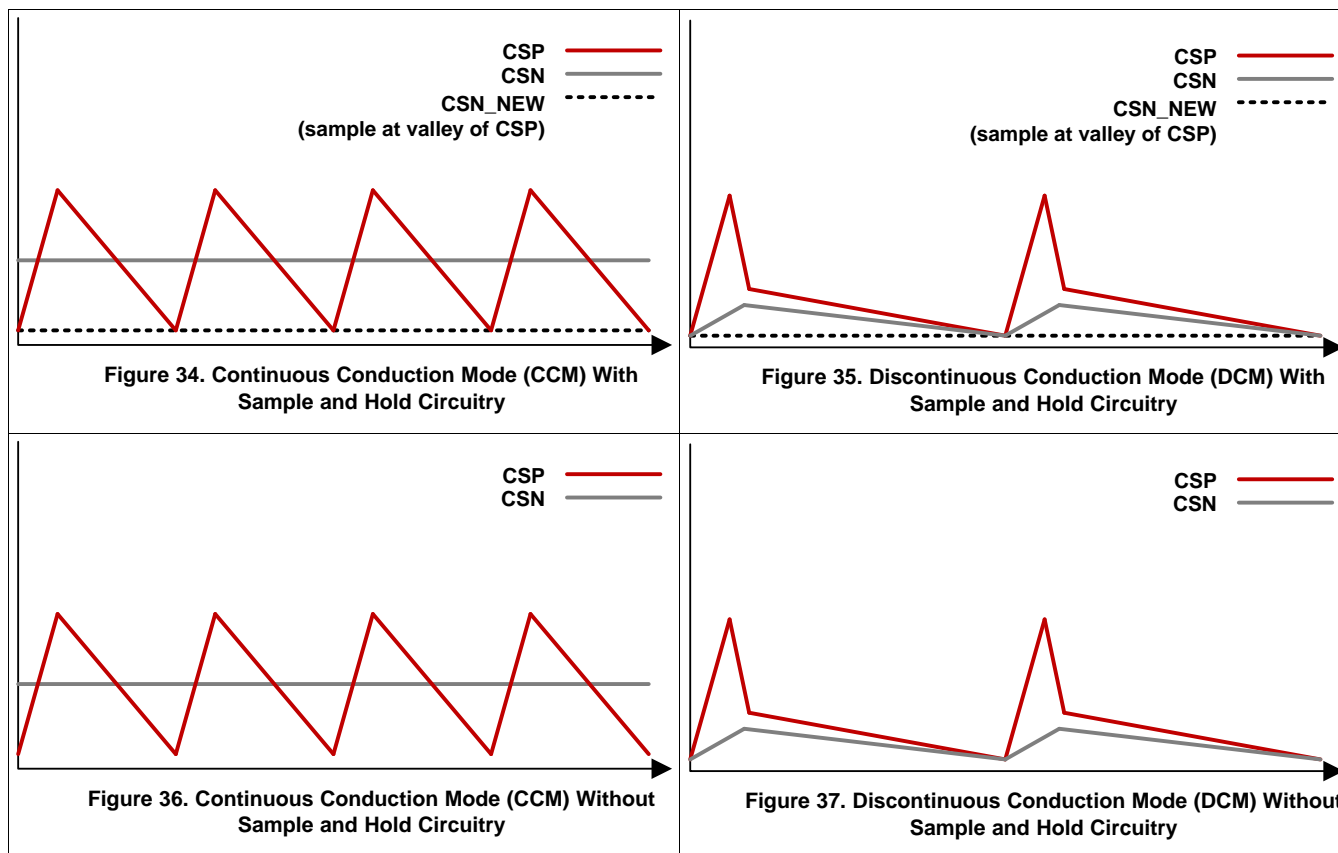 CSP
CSN
CSN_NEW
(sample at valley of CSP)
Figure 34. Continuous Conduction Mode (CCM) With
Sample and Hold Circuitry
CSP
CSN
CSN_NEW
(sample at valley of CSP)
Figure 35. Discontinuous Conduction Mode (DCM) With
Sample and Hold Circuitry
CSP
CSN
Figure 36. Continuous Conduction Mode (CCM) Without
Sample and Hold Circuitry
CSP
CSN
Figure 37. Discontinuous Conduction Mode (DCM) Without
Sample and Hold Circuitry